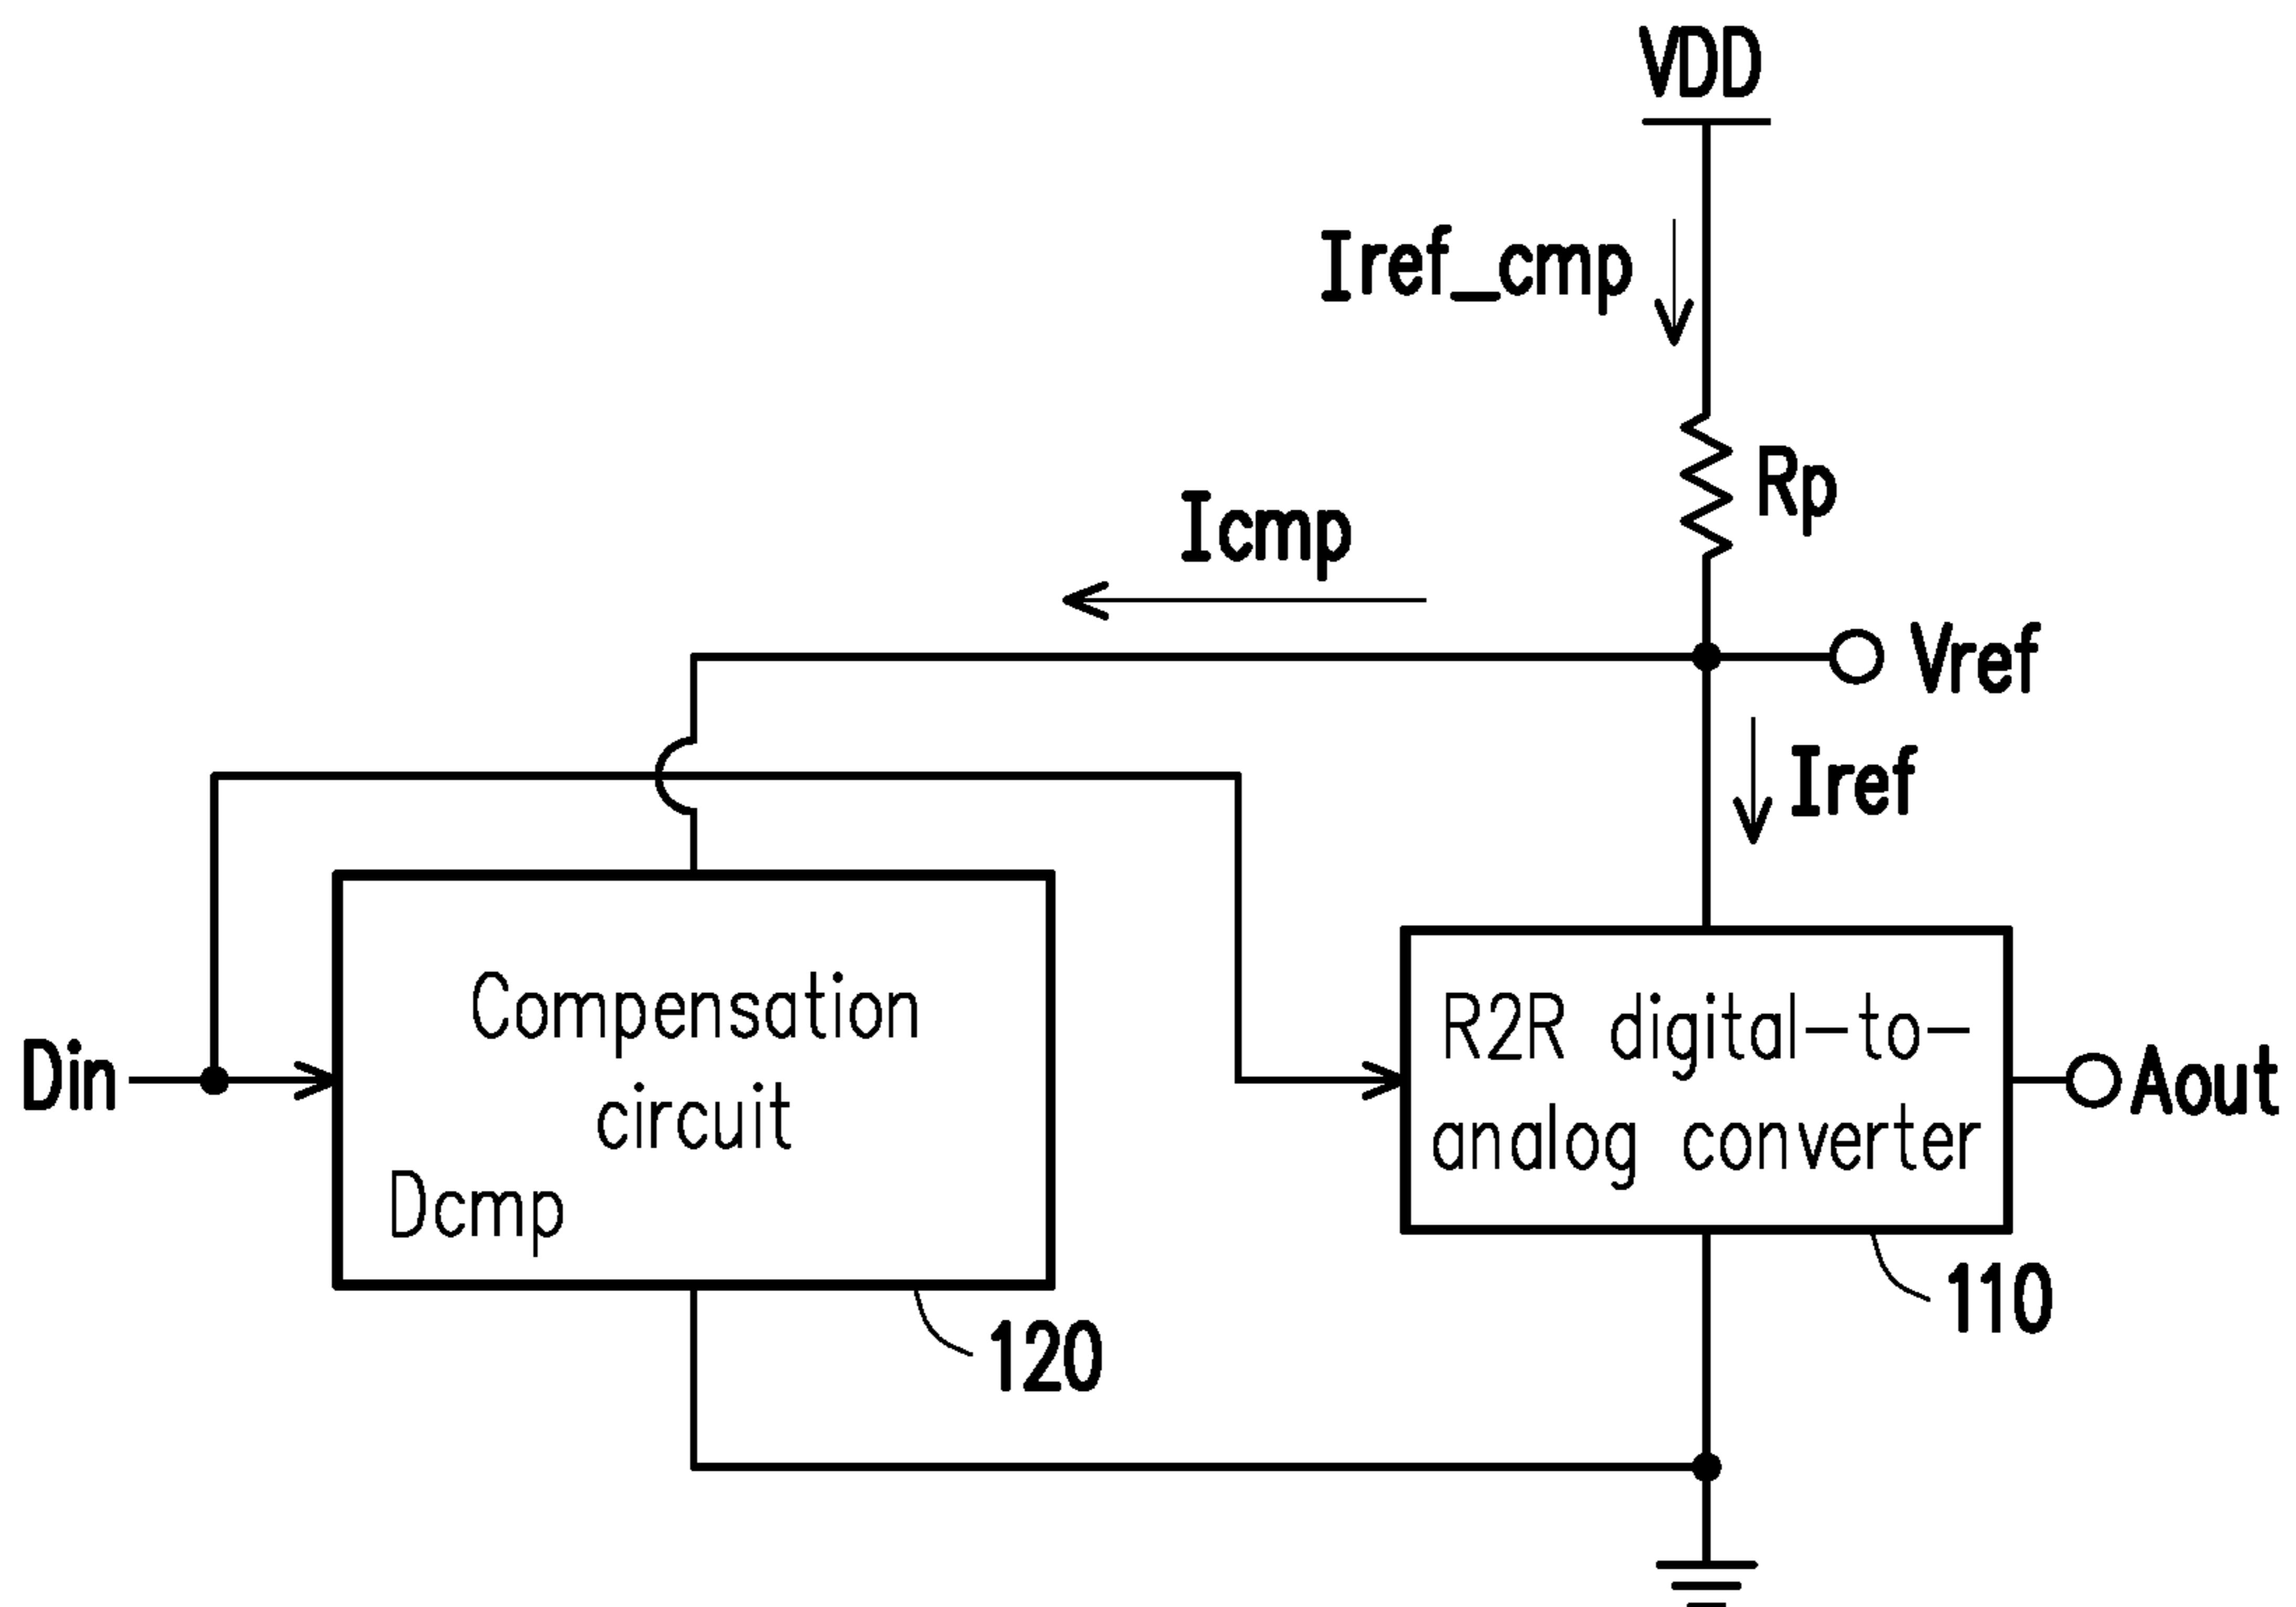 VDD
Iref_cmp
Rp
Icmp
Vref
Iref
Compensation
circuit
Dcmp
Din
R2R digital-to-
analog converter
Aout
110
120